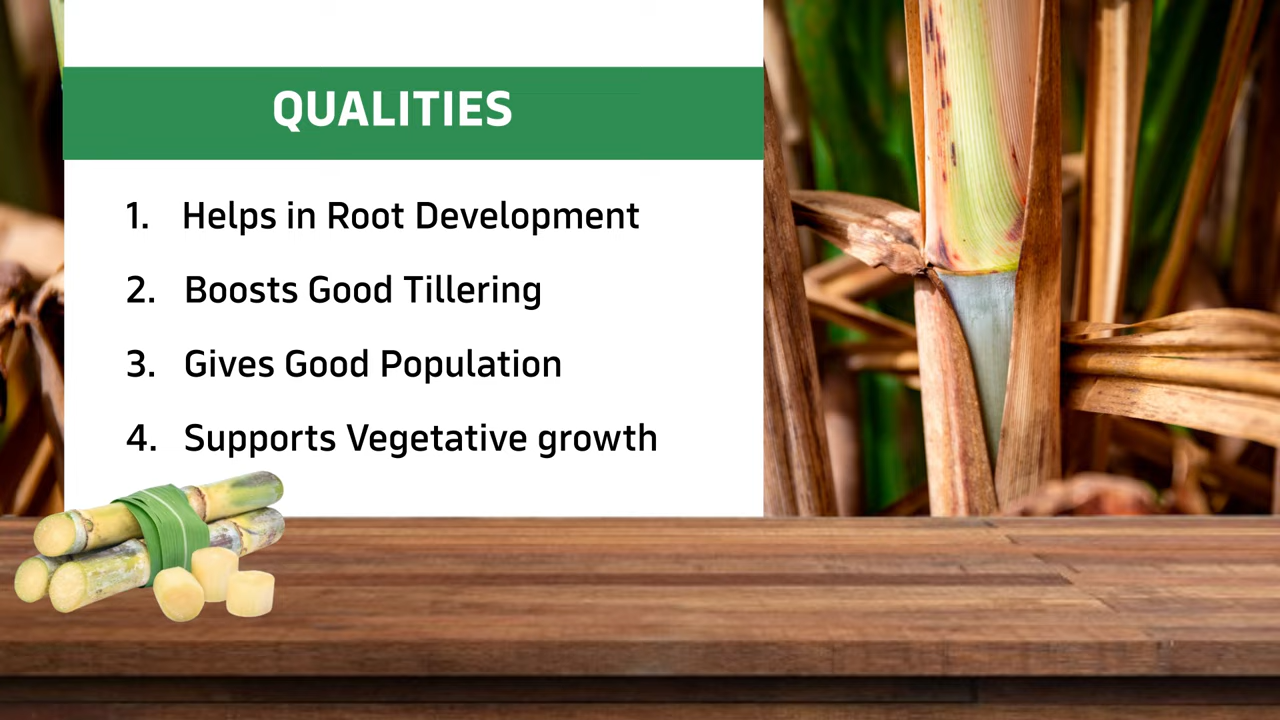 QUALITIES
1. Helps in Root Development
2. Boosts Good Tillering
3. Gives Good Population
4. Supports Vegetative growth